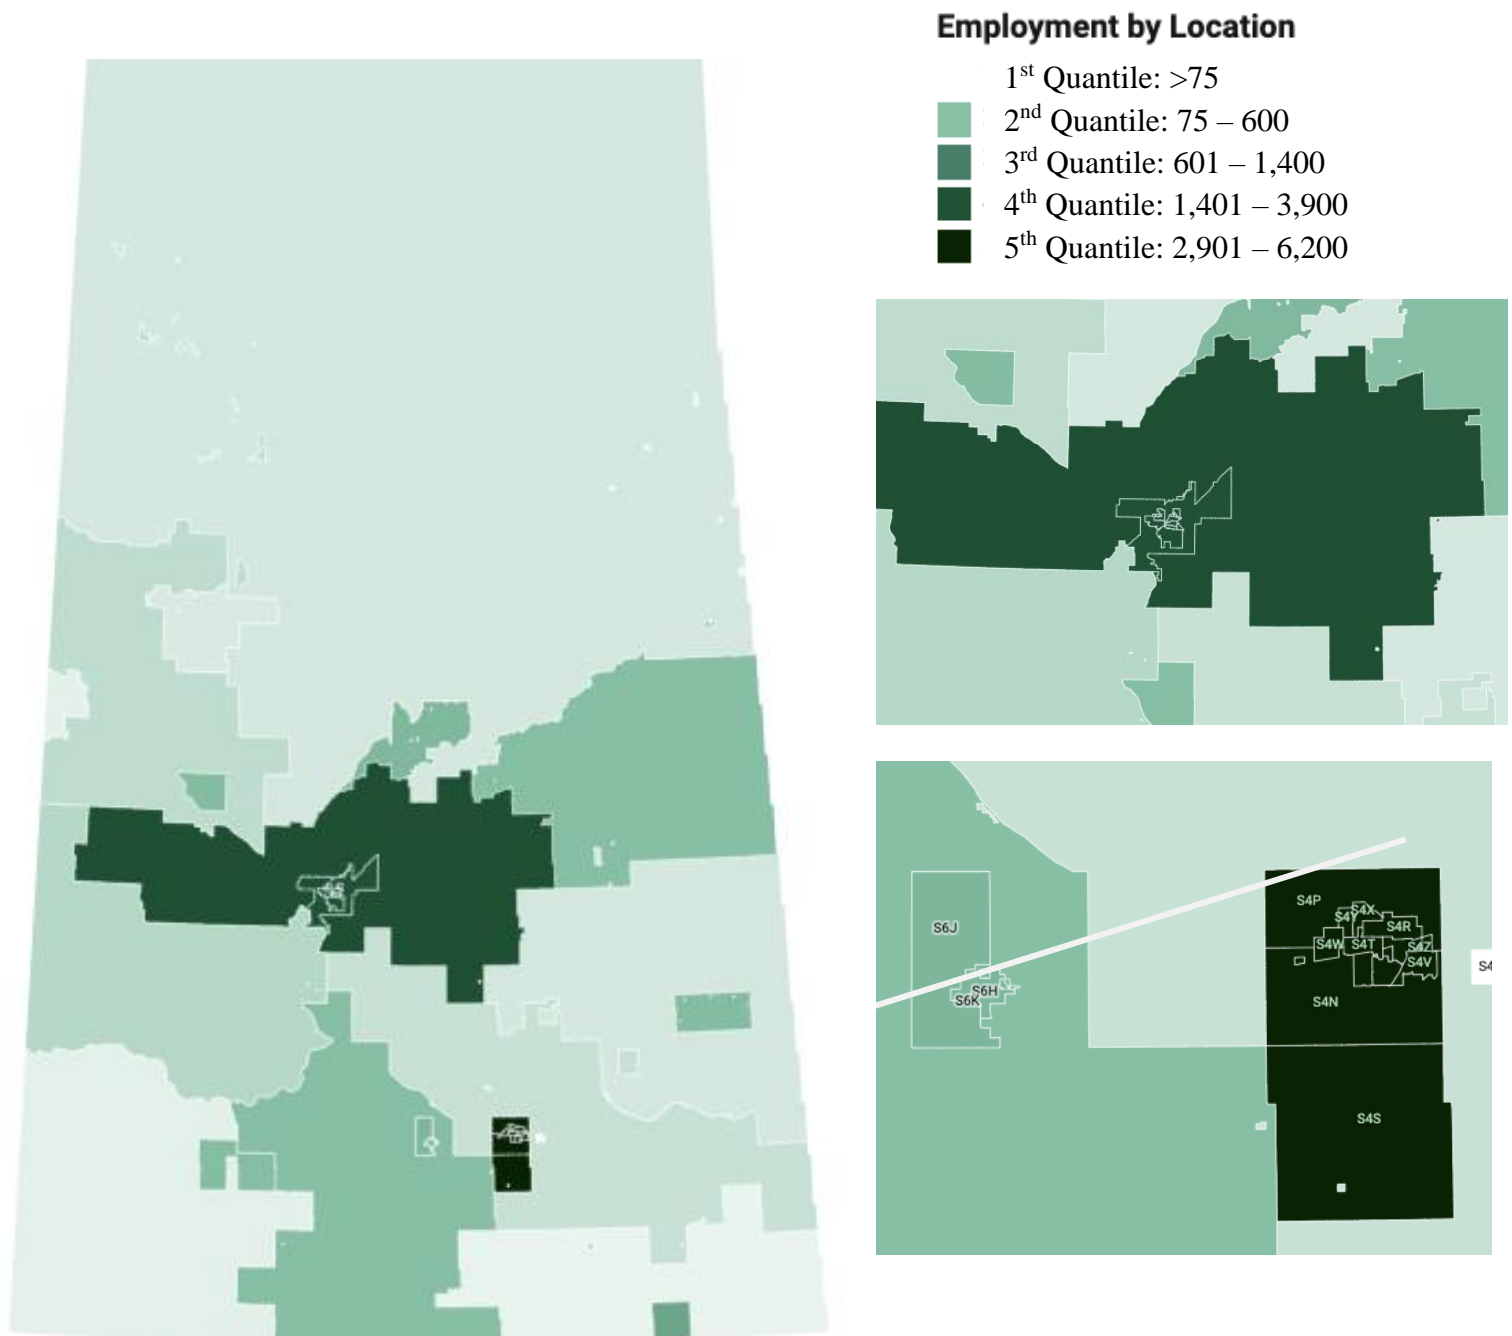 Employment by Location
1st Quantile: >75
2nd Quantile: 75 – 600
3rd Quantile: 601 – 1,400
4th Quantile: 1,401 – 3,900
5th Quantile: 2,901 – 6,200
S4P
S4X
S4Y
S4R
S6J
S4W
S4T
S4Z
S4V
S4
S6H
S6K
S4N
S4S